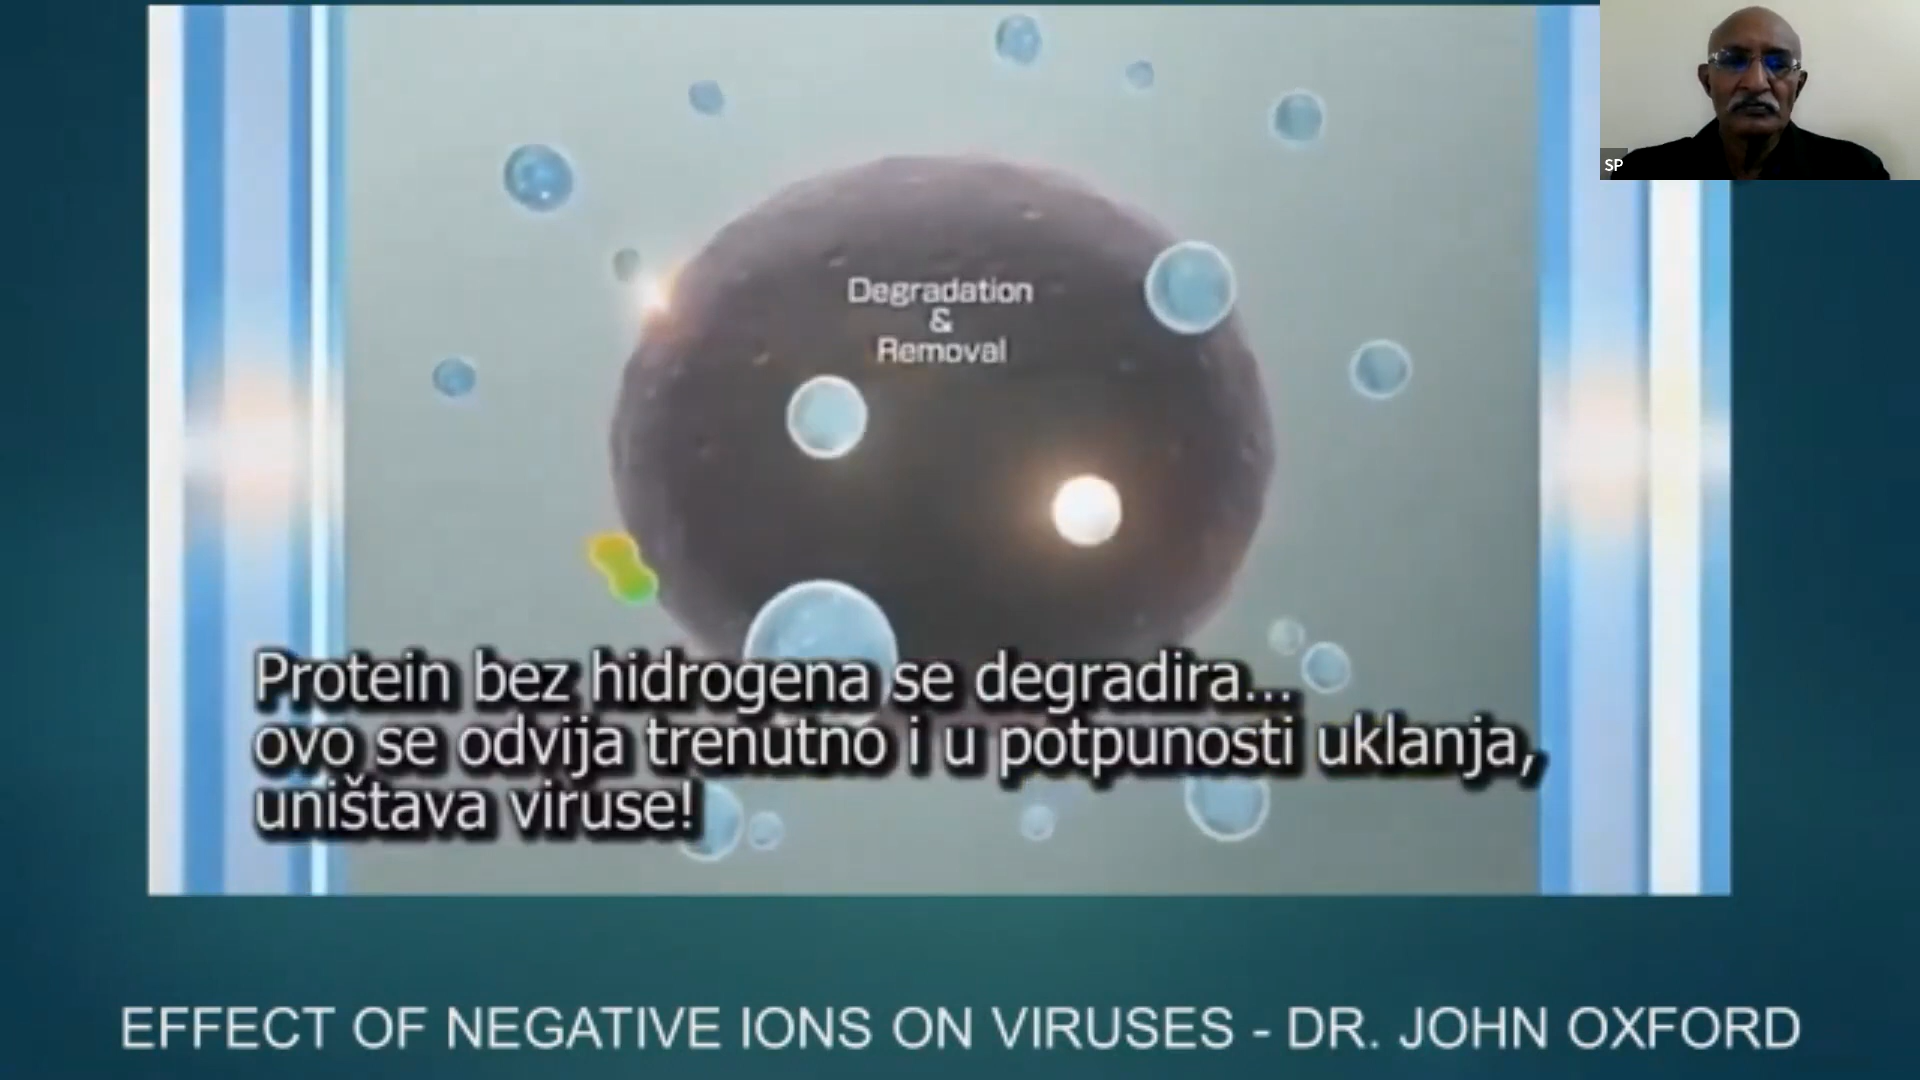 SP
Degradation
&
Removal
Protein bez hidrogena se degradira...
ovo se odvija trenutno i u potpunosti uklanja,
uništava viruse!
EFFECT OF NEGATIVE IONS ON VIRUSES - DR. JOHN OXFORD